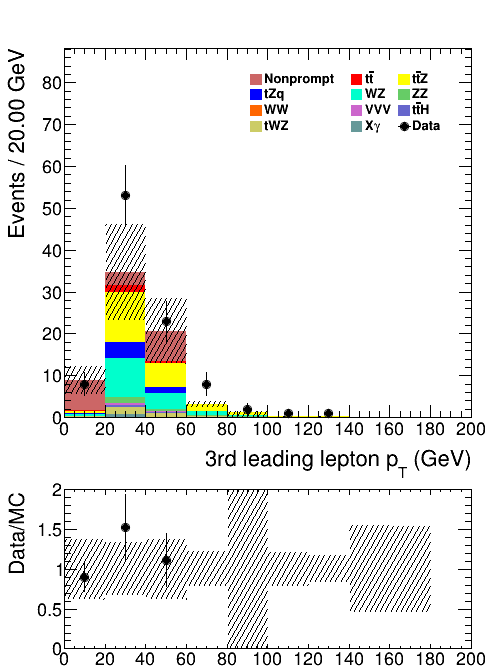 Events / 20.00 GeV
80
70
60
50
40
30
20
10
0
Nonprompt tt̄ tt̄Z
tZq WZ ZZ
WW VVV tt̄H
tWZ Xγ Data
0 20 40 60 80 100 120 140 160 180 200
3rd leading lepton p_T (GeV)
Data/MC
2
1.5
1
0.5
0
0 20 40 60 80 100 120 140 160 180 200